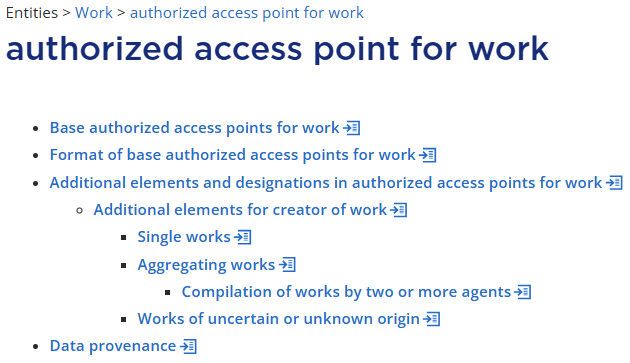 Entities > Work > authorized access point for work
authorized access point for work
Base authorized access points for work
Format of base authorized access points for work
Additional elements and designations in authorized access points for work
Additional elements for creator of work
Single works
Aggregating works
Compilation of works by two or more agents
Works of uncertain or unknown origin
Data provenance